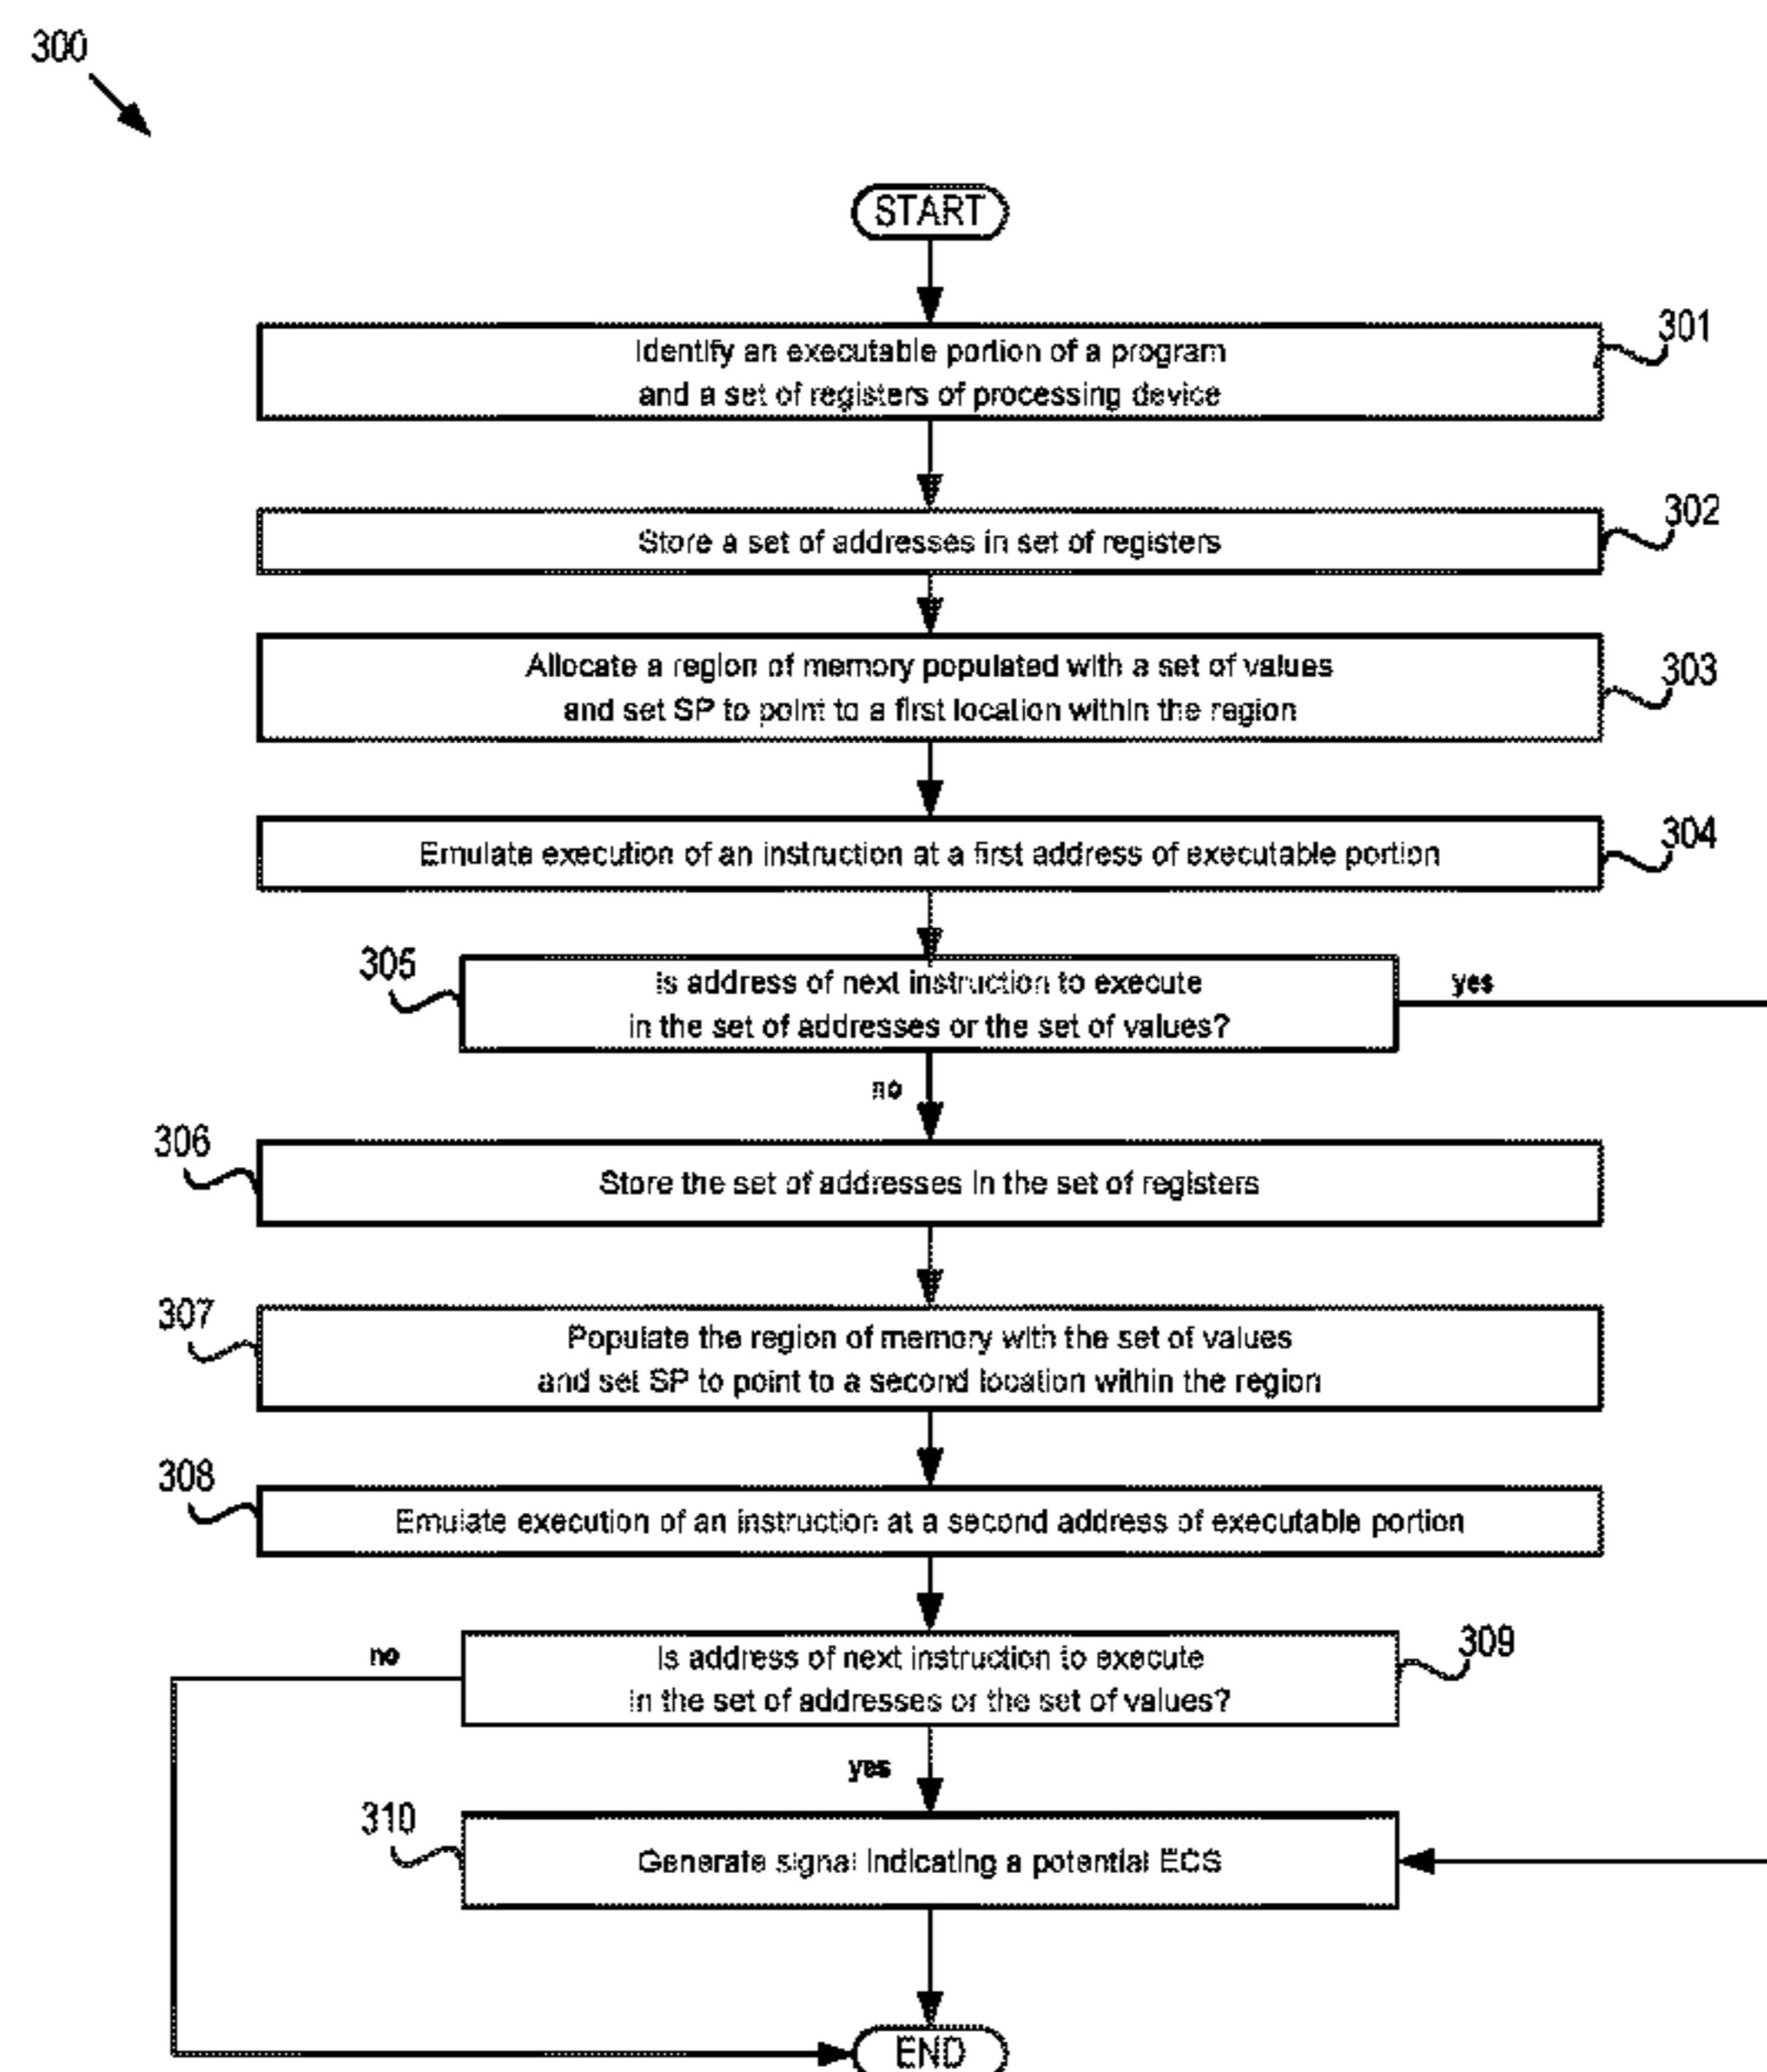 300
START
Identify an executable portion of a program
and a set of registers of processing device
301
Store a set of addresses in set of registers
302
Allocate a region of memory populated with a set of values
and set SP to point to a first location within the region
303
Emulate execution of an instruction at a first address of executable portion
304
305
Is address of next instruction to execute
in the set of addresses or the set of values?
yes
no
306
Store the set of addresses in the set of registers
307
Populate the region of memory with the set of values
and set SP to point to a second location within the region
308
Emulate execution of an instruction at a second address of executable portion
no
Is address of next instruction to execute
in the set of addresses or the set of values?
309
yes
310
Generate signal indicating a potential ECS
END